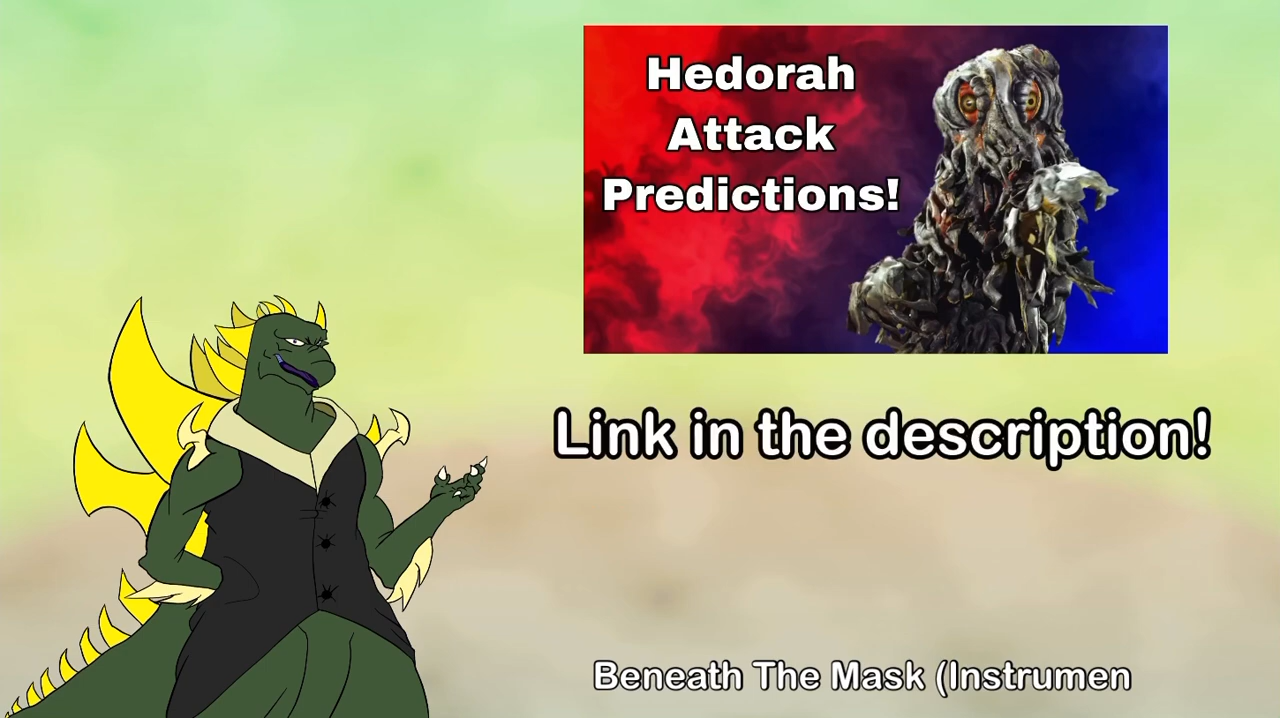 Hedorah
Attack
Predictions!
Link in the description!
Beneath The Mask (Instrumen